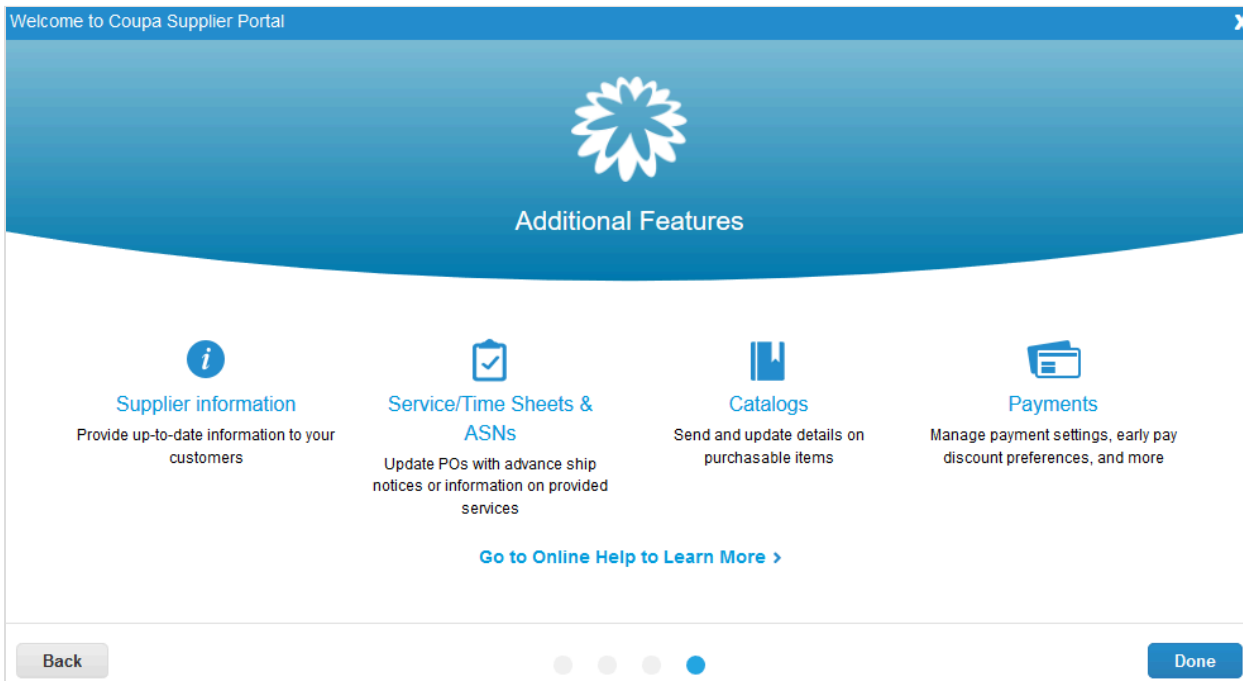 Welcome to Coupa Supplier Portal
x
Additional Features
i
Supplier information
Provide up-to-date information to your
customers
Service/Time Sheets &
ASNs
Update POs with advance ship
notices or information on provided
services
Catalogs
Send and update details on
purchasable items
Payments
Manage payment settings, early pay
discount preferences, and more
Go to Online Help to Learn More >
Back
Done